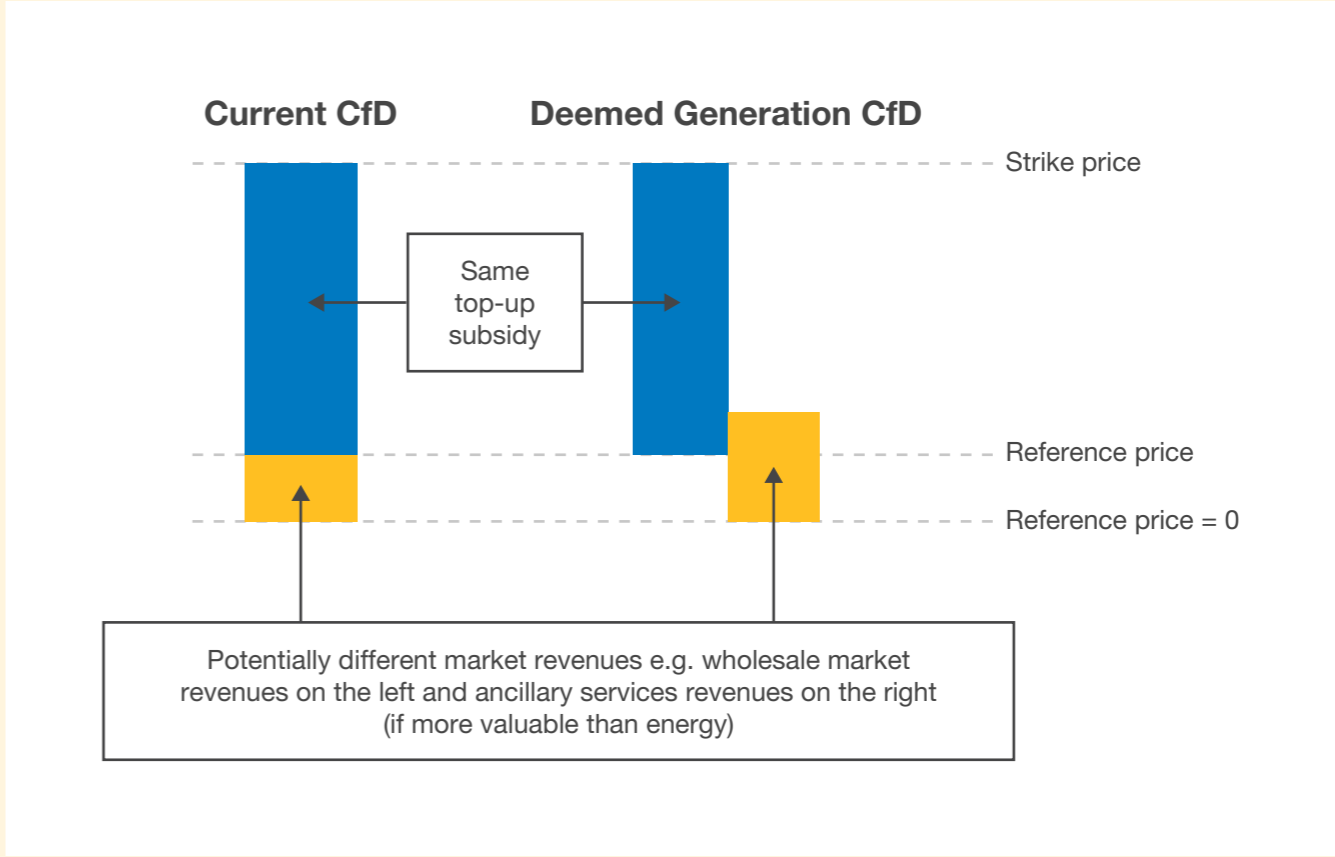 Current CfD
Deemed Generation CfD
Strike price
Same
top-up
subsidy
Reference price
Reference price = 0
Potentially different market revenues e.g. wholesale market
revenues on the left and ancillary services revenues on the right
(if more valuable than energy)